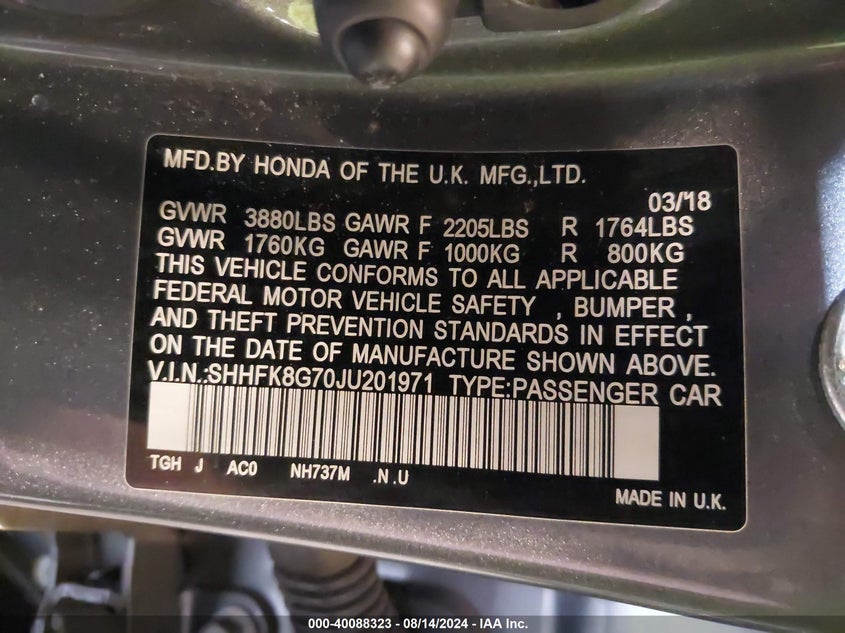 MFD.BY HONDA OF THE U.K. MFG.,LTD.
03/'18
GVWR 3880LBS GAWR F 2205LBS R 1764LBS
GVWR 1760KG GAWR F 1000KG R 800KG
THIS VEHICLE CONFORMS TO ALL APPLICABLE
FEDERAL MOTOR VEHICLE SAFETY , BUMPER ,
AND THEFT PREVENTION STANDARDS IN EFFECT
ON THE DATE OF MANUFACTURE SHOWN ABOVE.
V.I.N.:SHHFK8G70JU201971 TYPE:PASSENGER CAR
TGH J AC0 NH737M .N .U
MADE IN U.K.
000-40088323 - 08/14/2024 - IAA Inc.